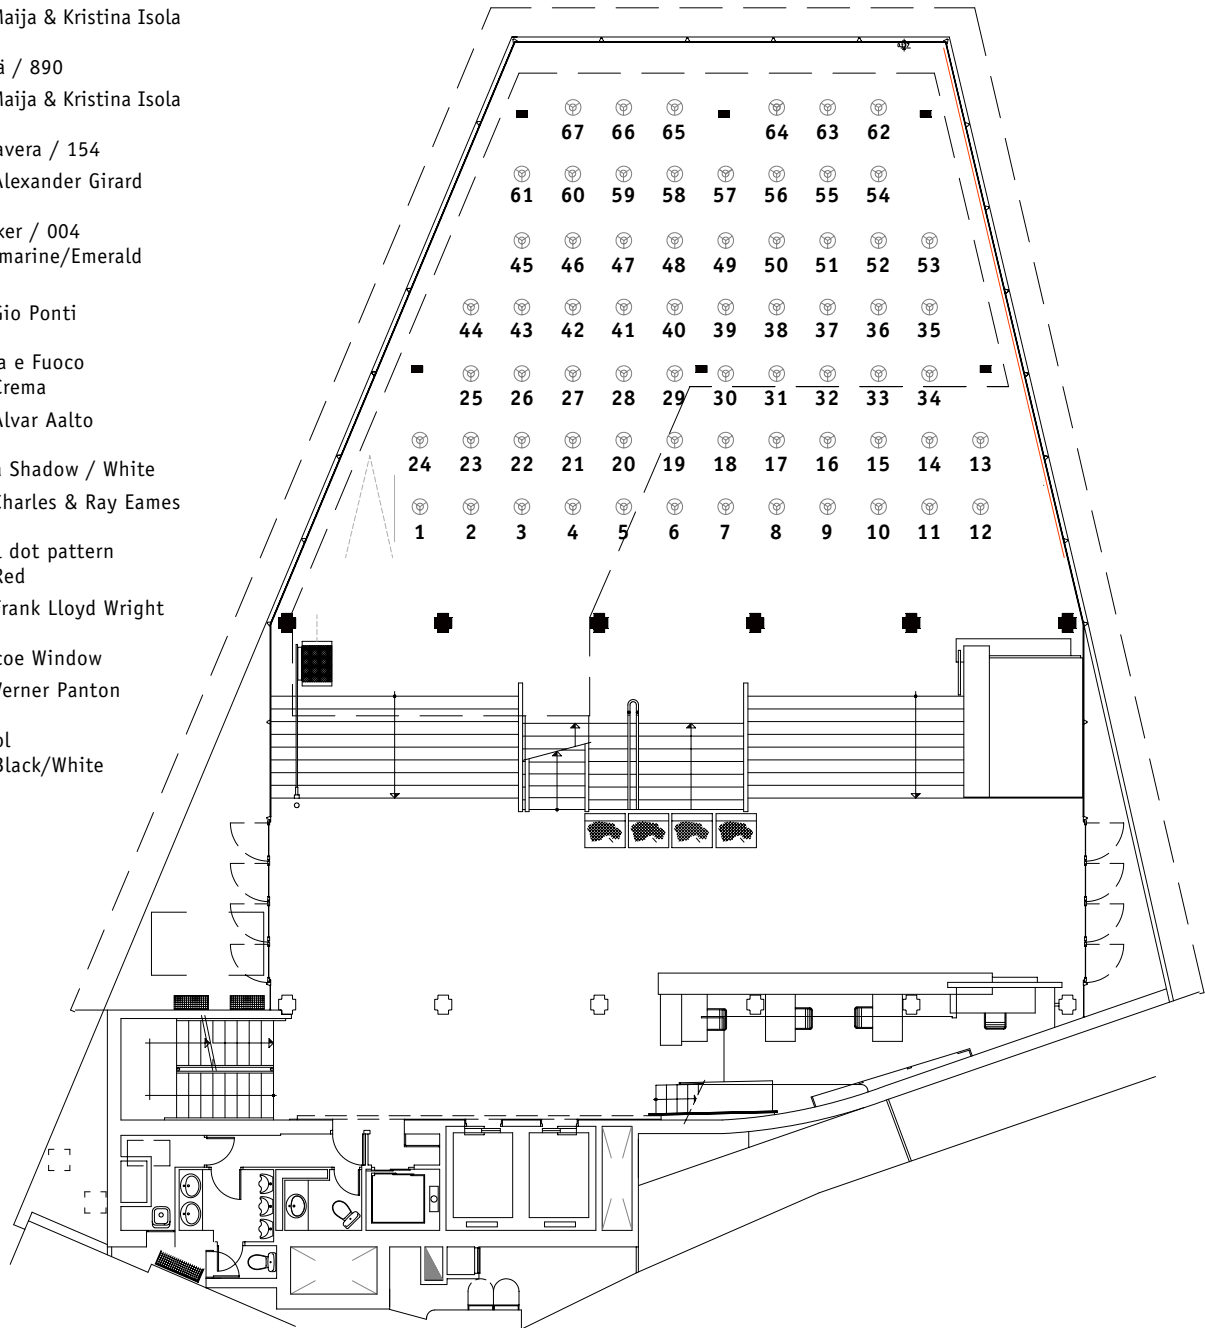 Maija & Kristina Isola
ä / 890
Maija & Kristina Isola
avera / 154
Alexander Girard
ker / 004
marine/Emerald
Gio Ponti
a e Fuoco
Crema
Alvar Aalto
n Shadow / White
Charles & Ray Eames
l dot pattern
Red
Frank Lloyd Wright
coe Window
Verner Panton
ol
Black/White
67 66 65 64 63 62
61 60 59 58 57 56 55 54
45 46 47 48 49 50 51 52 53
44 43 42 41 40 39 38 37 36 35
25 26 27 28 29 30 31 32 33 34
24 23 22 21 20 19 18 17 16 15 14 13
1 2 3 4 5 6 7 8 9 10 11 12